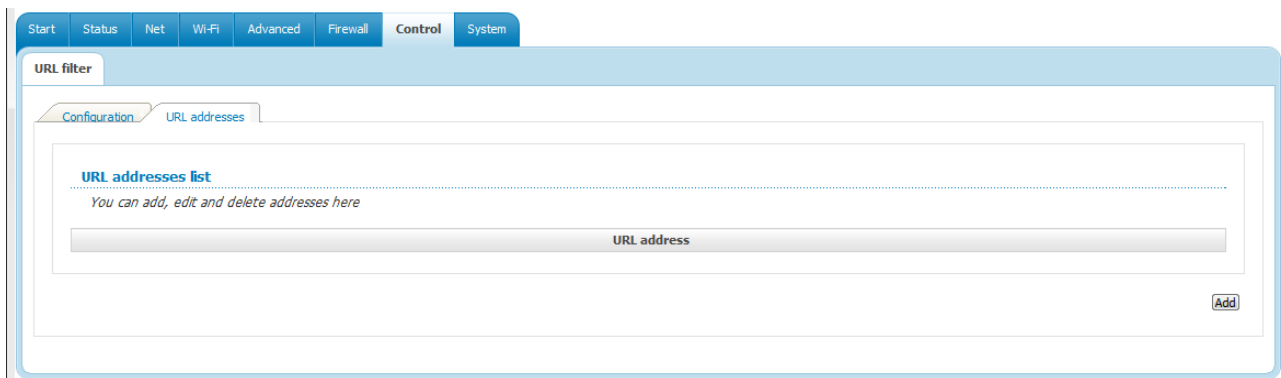 Start Status Net Wi-Fi Advanced Firewall Control System
URL filter
Configuration URL addresses
URL addresses list
You can add, edit and delete addresses here
URL address
Add